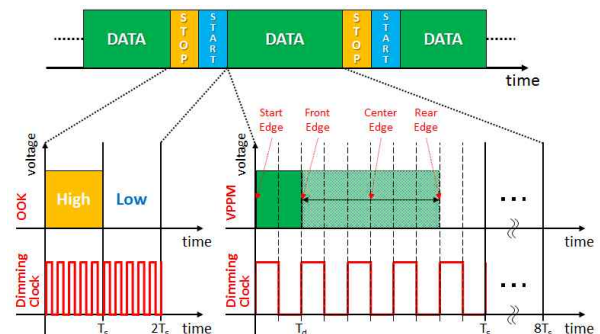 DATA STOP START DATA STOP START DATA
time
Start Edge
Front Edge
Center Edge
Rear Edge
voltage
OOK
High
Low
time
voltage
VPPM
time
Dimming Clock
time
Ts
2Ts
Dimming Clock
time
Td
Ts
8Ts